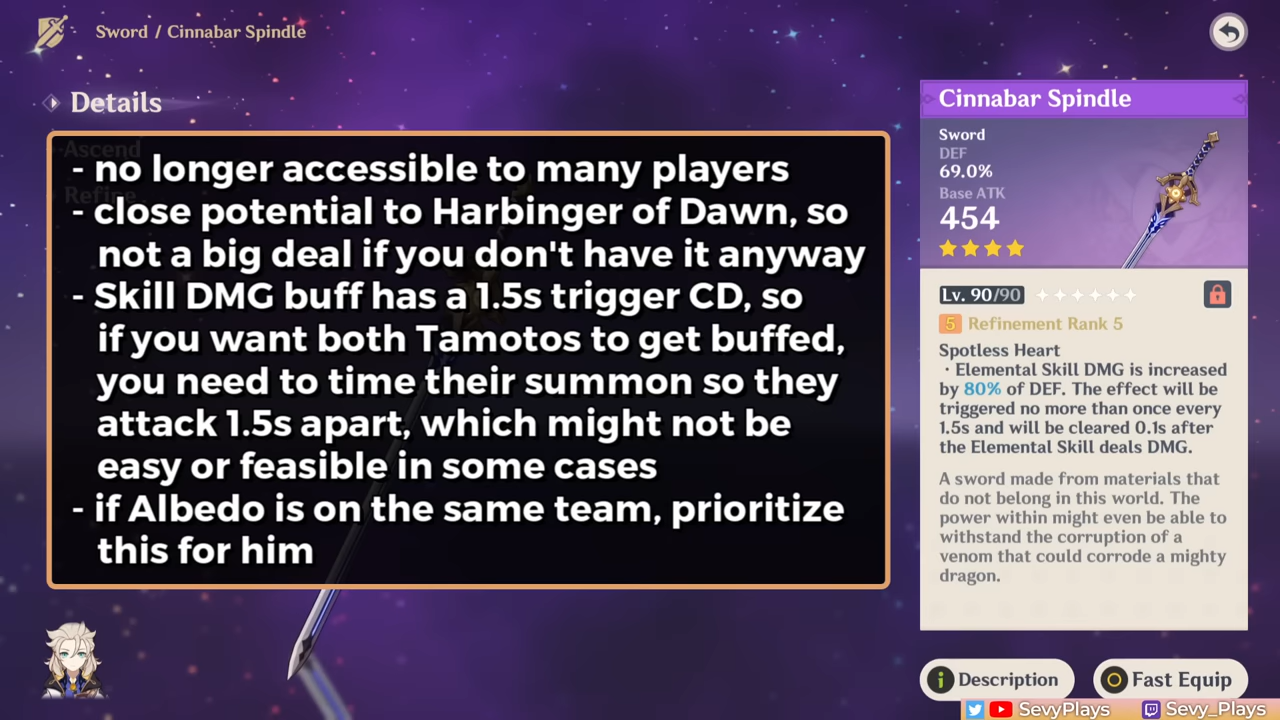 Sword / Cinnabar Spindle
Details
Ascend
Refine
- no longer accessible to many players
- close potential to Harbinger of Dawn, so
not a big deal if you don't have it anyway
- Skill DMG buff has a 1.5s trigger CD, so
if you want both Tamotos to get buffed,
you need to time their summon so they
attack 1.5s apart, which might not be
easy or feasible in some cases
- if Albedo is on the same team, prioritize
this for him
Cinnabar Spindle
Sword
DEF
69.0%
Base ATK
454
Lv. 90/90
5 Refinement Rank 5
Spotless Heart
· Elemental Skill DMG is increased
by 80% of DEF. The effect will be
triggered no more than once every
1.5s and will be cleared 0.1s after
the Elemental Skill deals DMG.
A sword made from materials that
do not belong in this world. The
power within might even be able to
withstand the corruption of a
venom that could corrode a mighty
dragon.
Description
Fast Equip
SevyPlays
Sevy_Plays